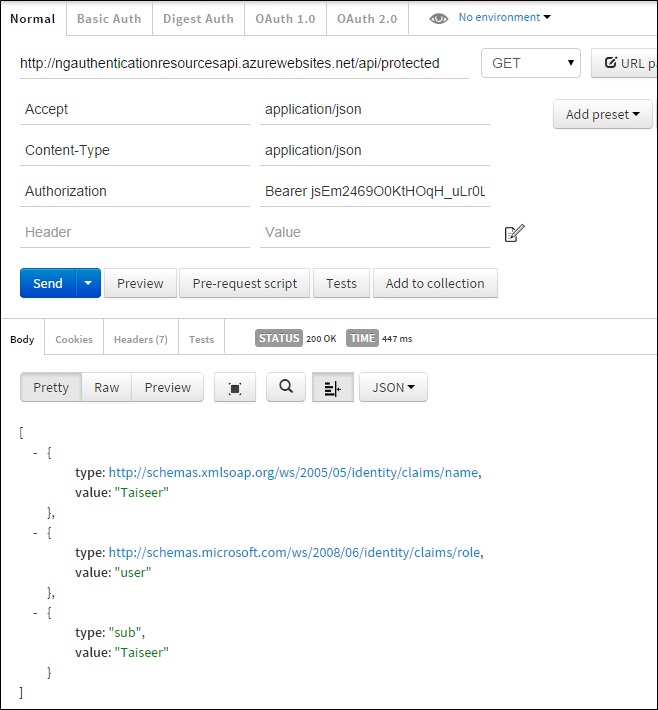 Normal Basic Auth Digest Auth OAuth 1.0 OAuth 2.0 No environment
http://ngauthenticationresourcesapi.azurewebsites.net/api/protected GET URL pa
Accept application/json Add preset
Content-Type application/json
Authorization Bearer jsEm2469O0KtHOqH_uLr0L
Header Value
Send Preview Pre-request script Tests Add to collection
Body Cookies Headers (7) Tests STATUS 200 OK TIME 447 ms
Pretty Raw Preview JSON
[
- {
type: http://schemas.xmlsoap.org/ws/2005/05/identity/claims/name,
value: "Taiseer"
},
- {
type: http://schemas.microsoft.com/ws/2008/06/identity/claims/role,
value: "user"
},
- {
type: "sub",
value: "Taiseer"
}
]